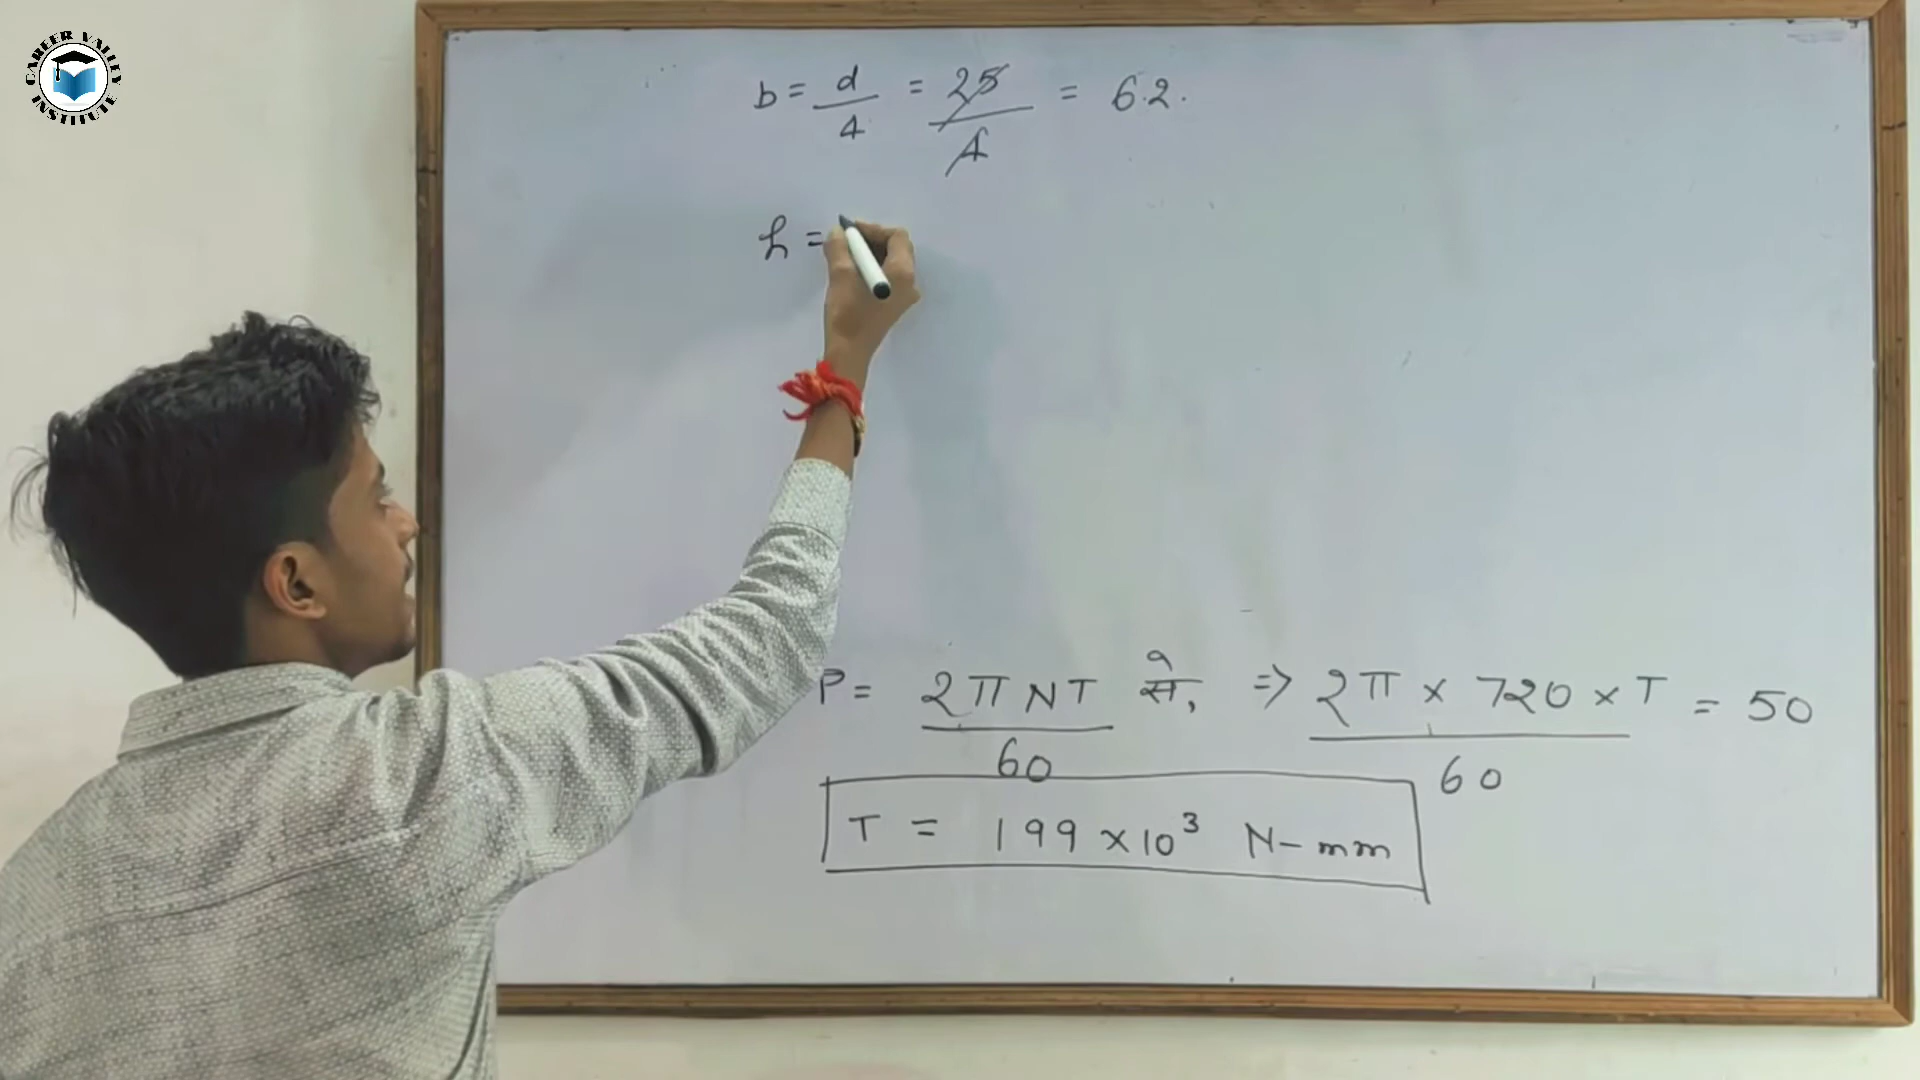 CAREER VALLEY INSTITUTE
b = d/4 = 25/4 = 6.2.
h =
P = 2πNT/60 से, => 2π × 720 × T/60 = 50
T = 199 × 10³ N-mm